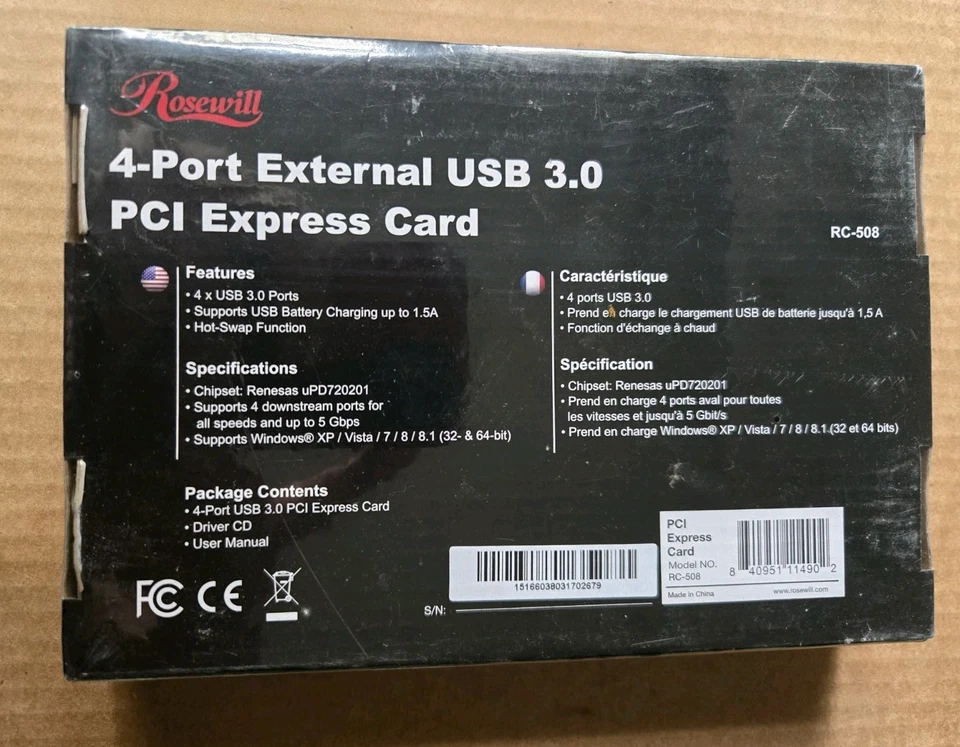 Rosewill
4-Port External USB 3.0
PCI Express Card
RC-508
Features
• 4 x USB 3.0 Ports
• Supports USB Battery Charging up to 1.5A
• Hot-Swap Function
Specifications
• Chipset: Renesas uPD720201
• Supports 4 downstream ports for
all speeds and up to 5 Gbps
• Supports Windows® XP / Vista / 7 / 8 / 8.1 (32- & 64-bit)
Package Contents
• 4-Port USB 3.0 PCI Express Card
• Driver CD
• User Manual
Caractéristique
• 4 ports USB 3.0
• Prend en charge le chargement USB de batterie jusqu'à 1,5 A
• Fonction d'échange à chaud
Spécification
• Chipset: Renesas uPD720201
• Prend en charge 4 ports aval pour toutes
les vitesses et jusqu'à 5 Gbit/s
• Prend en charge Windows® XP / Vista / 7 / 8 / 8.1 (32 et 64 bits)
FC CE
S/N:
15166038031702679
PCI
Express
Card
Model NO.
RC-508
8 40951 11490 2
Made in China
www.rosewill.com